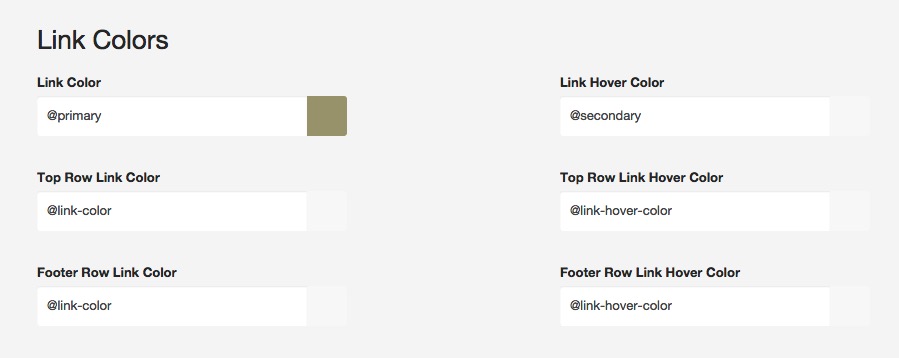 Link Colors
Link Color
Link Hover Color
@primary
@secondary
Top Row Link Color
Top Row Link Hover Color
@link-color
@link-hover-color
Footer Row Link Color
Footer Row Link Hover Color
@link-color
@link-hover-color